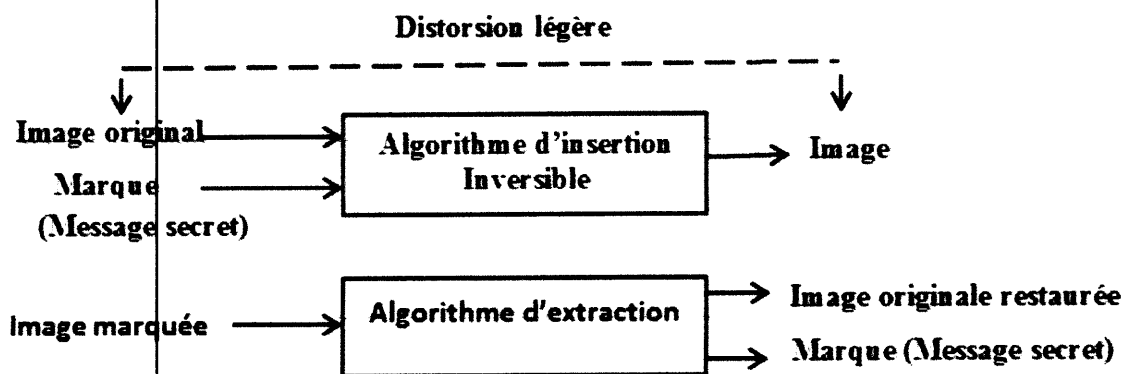 Distorsion légère
Image original
Algorithme d'insertion
Inversible
Image
Marque
(Message secret)
Image marquée
Algorithme d'extraction
Image originale restaurée
Marque (Message secret)